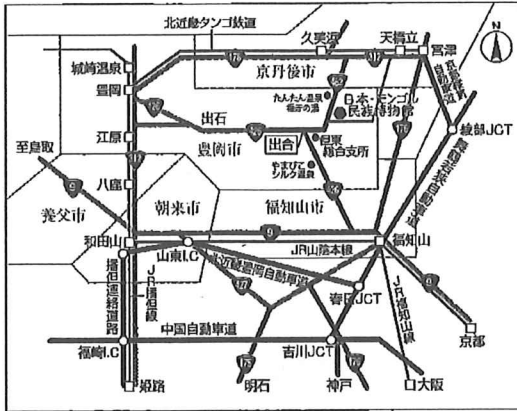 北近畿タンゴ鉄道
久美浜
天橋立
宮津
N
城崎温泉
豊岡
京丹後市
たんたん温泉
福寿の湯
日本・モンゴル
民族博物館
出石
江原
豊岡市
出合
但東
総合支所
やまびこ
シルク温泉
綾部JCT
至鳥取
9
八鹿
養父市
朝来市
福知山市
9
和田山
山東I.C
JR山陰本線
福知山
北近畿豊岡自動車道
播但連絡道路
JR播但線
春日JCT
JR福知山線
9
中国自動車道
福崎I.C
吉川JCT
京都
姫路
明石
神戸
大阪